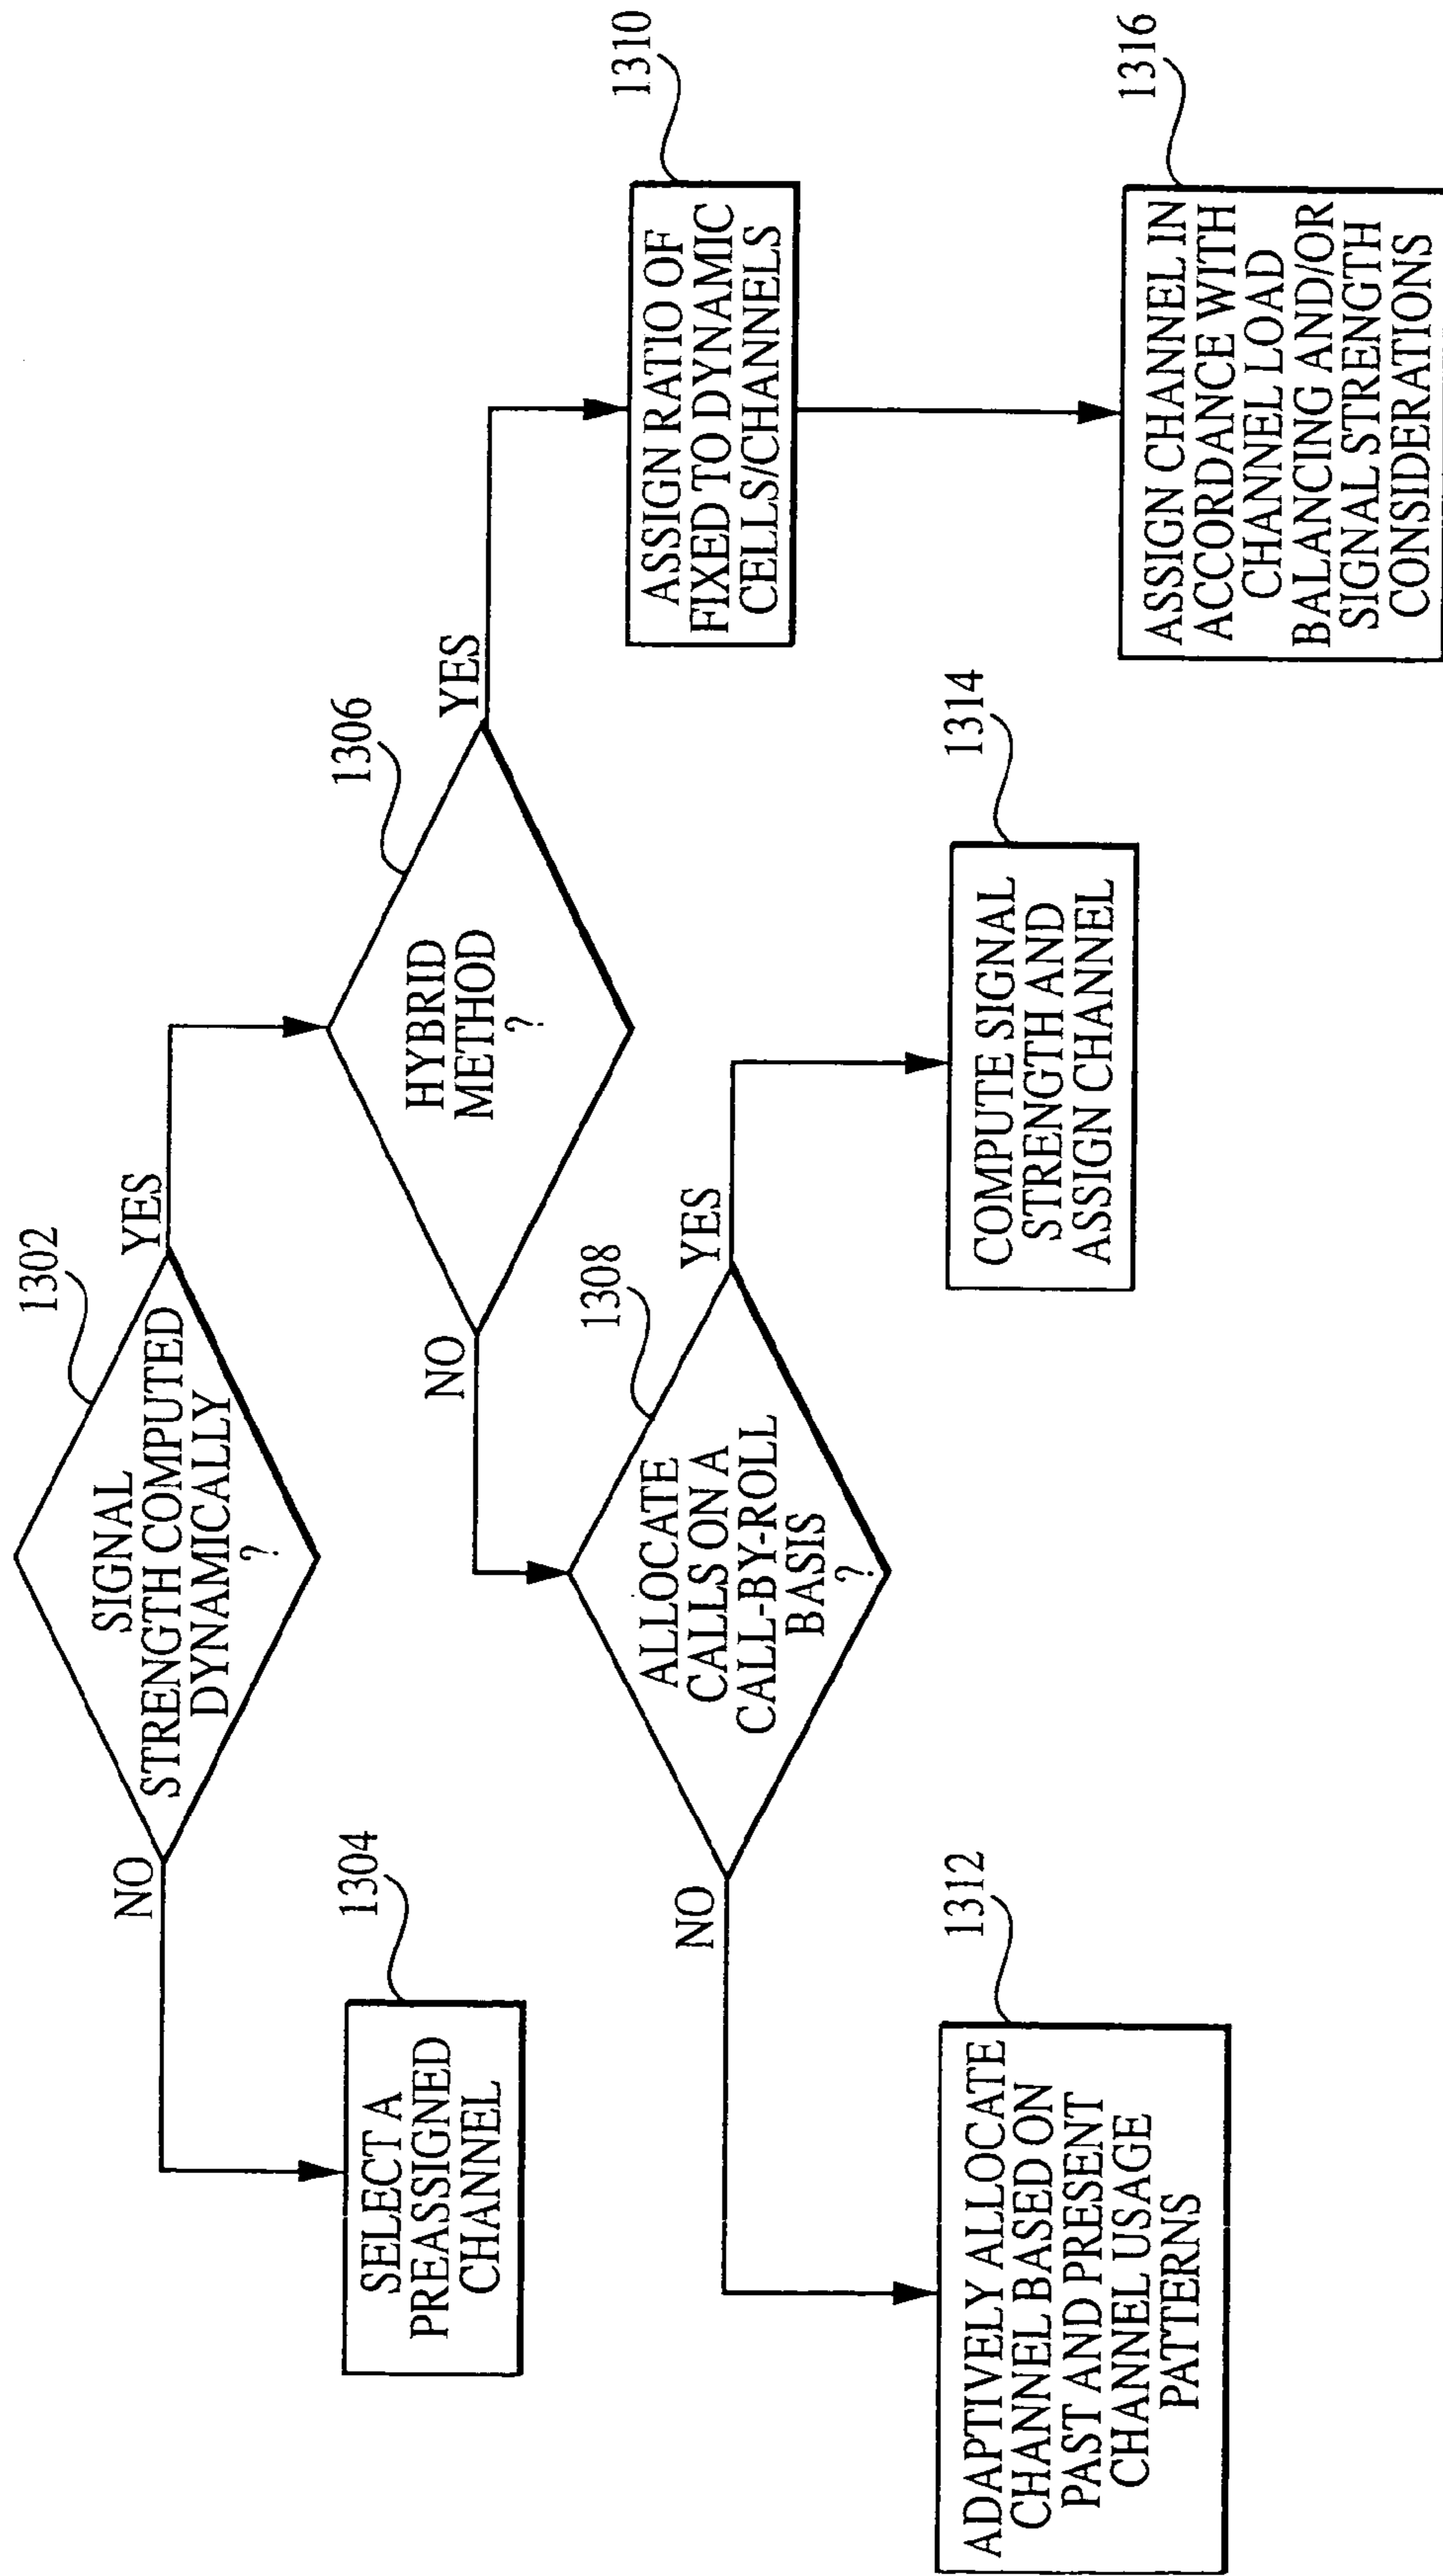 1302
SIGNAL
STRENGTH COMPUTED
DYNAMICALLY
?
NO
YES
1304
SELECT A
PREASSIGNED
CHANNEL
1306
HYBRID
METHOD
?
NO
YES
1308
ALLOCATE
CALLS ON A
CALL-BY-ROLL
BASIS
?
NO
YES
1310
ASSIGN RATIO OF
FIXED TO DYNAMIC
CELLS/CHANNELS
1312
ADAPTIVELY ALLOCATE
CHANNEL BASED ON
PAST AND PRESENT
CHANNEL USAGE
PATTERNS
1314
COMPUTE SIGNAL
STRENGTH AND
ASSIGN CHANNEL
1316
ASSIGN CHANNEL IN
ACCORDANCE WITH
CHANNEL LOAD
BALANCING AND/OR
SIGNAL STRENGTH
CONSIDERATIONS